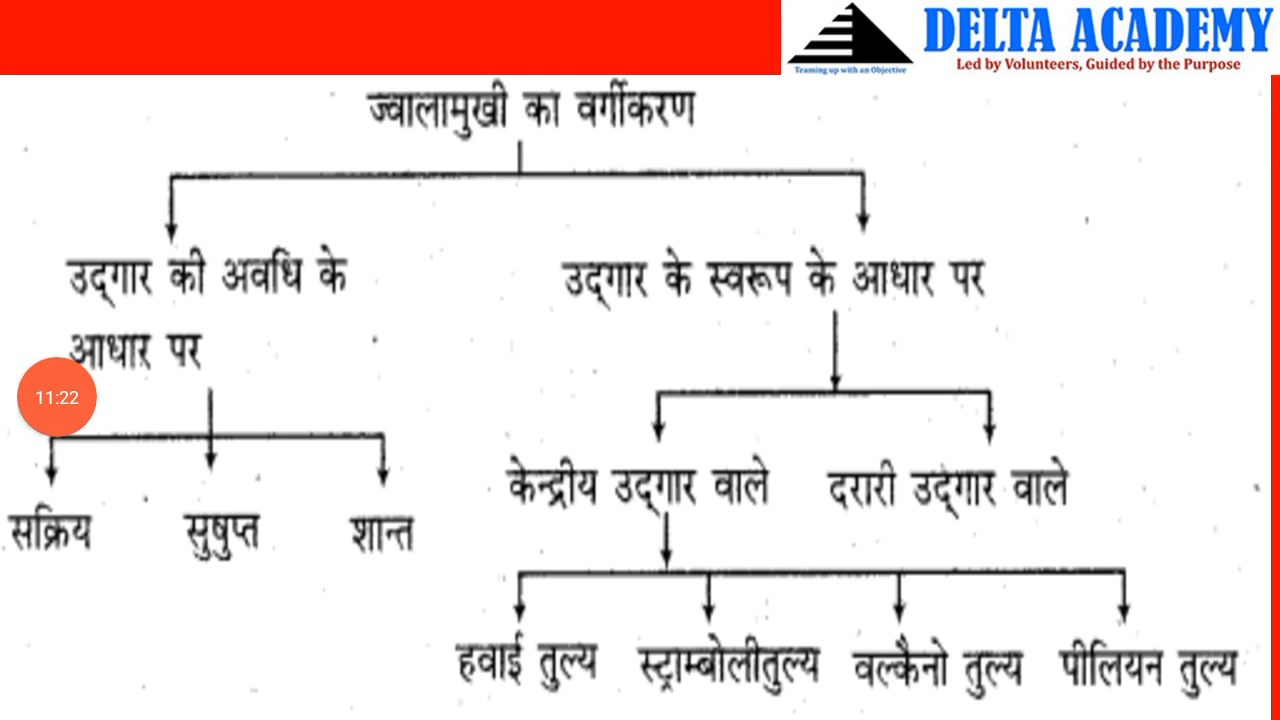 DELTA ACADEMY
Teaming up with an Objective
Led by Volunteers, Guided by the Purpose
ज्वालामुखी का वर्गीकरण
उद्गार की अवधि के
आधार पर
उद्गार के स्वरूप के आधार पर
11:22
केन्द्रीय उद्गार वाले
दरारी उद्गार वाले
सक्रिय
सुषुप्त
शान्त
हवाई तुल्य
स्ट्राम्बोलीतुल्य
वल्कैनो तुल्य
पीलियन तुल्य